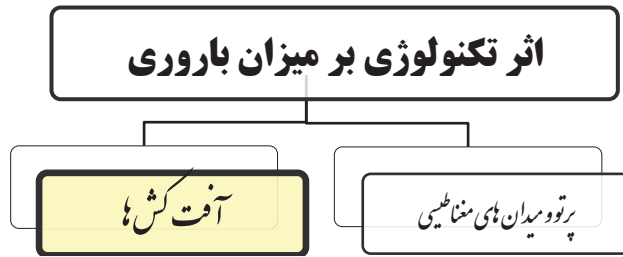 اثر تکنولوژی بر میزان باروری
پرتو و میدان های مغناطیسی
آفت کش ها